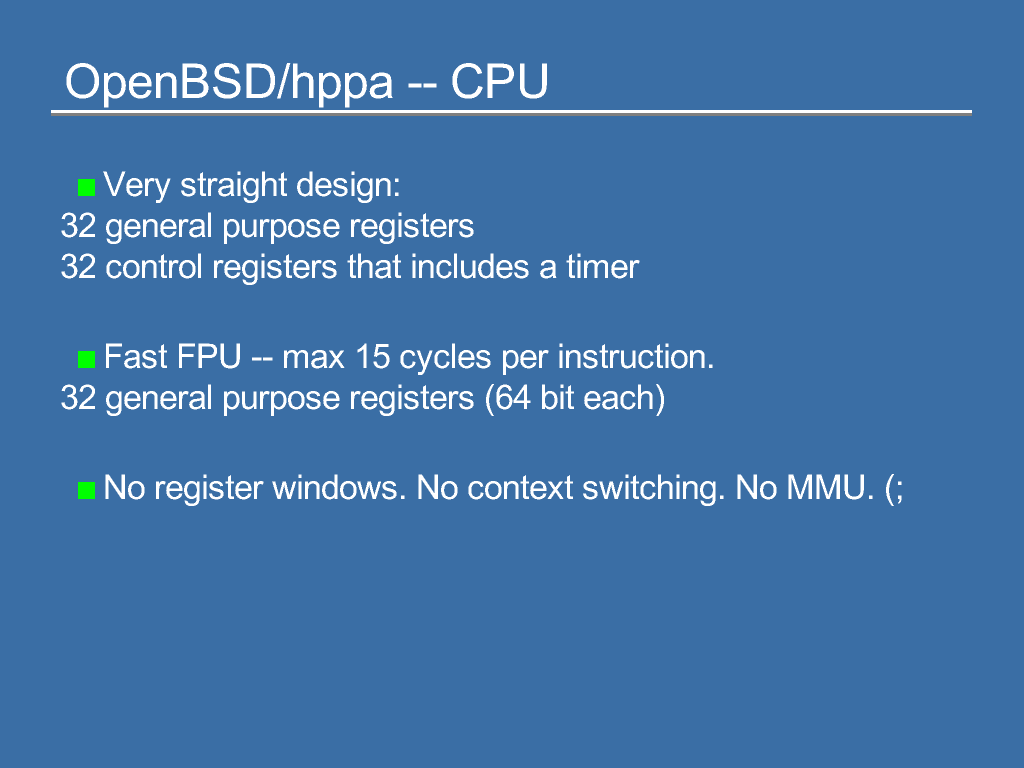 OpenBSD/hppa -- CPU
Very straight design:
32 general purpose registers
32 control registers that includes a timer
Fast FPU -- max 15 cycles per instruction.
32 general purpose registers (64 bit each)
No register windows. No context switching. No MMU. (;